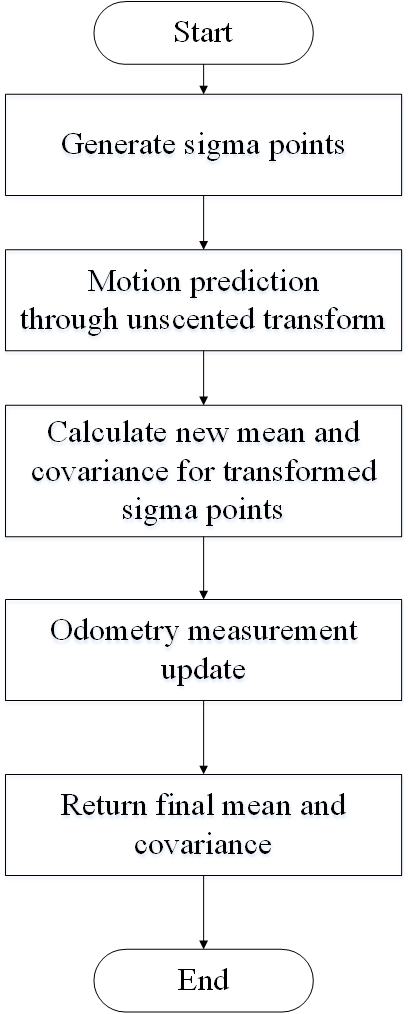 Start
Generate sigma points
Motion prediction
through unscented transform
Calculate new mean and
covariance for transformed
sigma points
Odometry measurement
update
Return final mean and
covariance
End